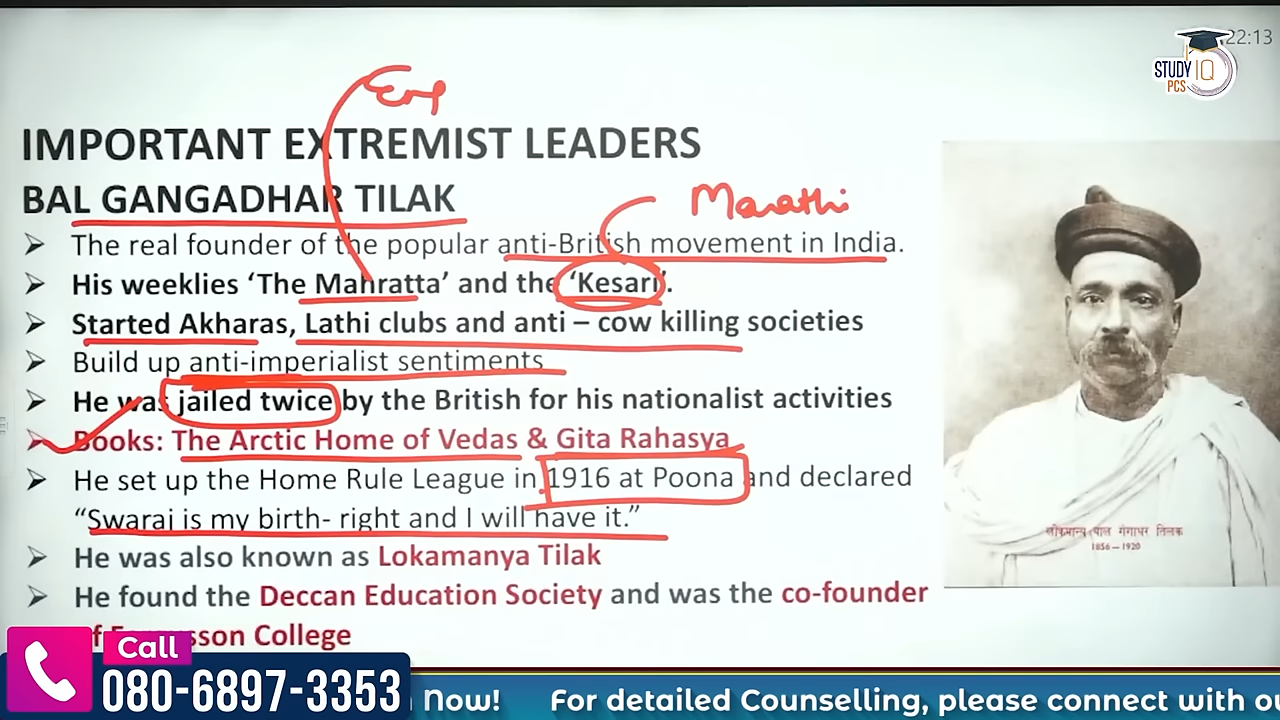 22:13
STUDY IQ
PCS
Eng
IMPORTANT EXTREMIST LEADERS
BAL GANGADHAR TILAK
Marathi
➢ The real founder of the popular anti-British movement in India.
➢ His weeklies ‘The Mahratta’ and the ‘Kesari’.
➢ Started Akharas, Lathi clubs and anti – cow killing societies
➢ Build up anti-imperialist sentiments
➢ He was jailed twice by the British for his nationalist activities
➢ Books: The Arctic Home of Vedas & Gita Rahasya
➢ He set up the Home Rule League in 1916 at Poona and declared
“Swaraj is my birth- right and I will have it.”
➢ He was also known as Lokamanya Tilak
➢ He found the Deccan Education Society and was the co-founder
of Fergusson College
लोकमान्य बाल गंगाधर तिलक
1856—1920
Call
080-6897-3353
Now! For detailed Counselling, please connect with ou